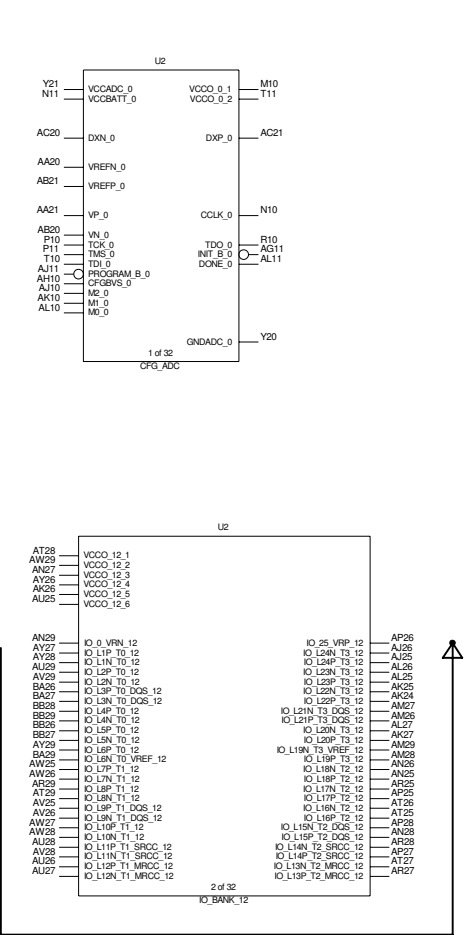 U2
Y21 VCCADC_0 VCCO_0_1 M10
N11 VCCBATT_0 VCCO_0_2 T11
AC20 DXN_0 DXP_0 AC21
AA20 VREFN_0
AB21 VREFP_0
AA21 VP_0 CCLK_0 N10
AB20 VN_0
P10 TCK_0 TDO_0 R10
P11 TMS_0 INIT_B_0 AG11
T10 TDI_0 DONE_0 AL11
AJ11 PROGRAM_B_0
AH10 CFGBVS_0
AJ10 M2_0
AK10 M1_0
AL10 M0_0
GNDADC_0 Y20
1 of 32
CFG_ADC
U2
AT28 VCCO_12_1
AW29 VCCO_12_2
AN27 VCCO_12_3
AY26 VCCO_12_4
AK26 VCCO_12_5
AU25 VCCO_12_6
AN29 IO_0_VRN_12 IO_25_VRP_12 AP26
AY27 IO_L1P_T0_12 IO_L24N_T3_12 AJ26
AY28 IO_L1N_T0_12 IO_L24P_T3_12 AJ25
AU29 IO_L2P_T0_12 IO_L23N_T3_12 AL26
AV29 IO_L2N_T0_12 IO_L23P_T3_12 AL25
BA26 IO_L3P_T0_DQS_12 IO_L22N_T3_12 AK25
BA27 IO_L3N_T0_DQS_12 IO_L22P_T3_12 AK24
BB28 IO_L4P_T0_12 IO_L21N_T3_DQS_12 AM27
BB29 IO_L4N_T0_12 IO_L21P_T3_DQS_12 AM26
BB26 IO_L5P_T0_12 IO_L20N_T3_12 AL27
BB27 IO_L5N_T0_12 IO_L20P_T3_12 AK27
AY29 IO_L6P_T0_12 IO_L19N_T3_VREF_12 AM29
BA29 IO_L6N_T0_VREF_12 IO_L19P_T3_12 AM28
AW25 IO_L7P_T1_12 IO_L18N_T2_12 AN26
AW26 IO_L7N_T1_12 IO_L18P_T2_12 AN25
AR29 IO_L8P_T1_12 IO_L17N_T2_12 AR25
AT29 IO_L8N_T1_12 IO_L17P_T2_12 AP25
AV25 IO_L9P_T1_DQS_12 IO_L16N_T2_12 AT26
AV26 IO_L9N_T1_DQS_12 IO_L16P_T2_12 AT25
AW27 IO_L10P_T1_12 IO_L15N_T2_DQS_12 AP28
AW28 IO_L10N_T1_12 IO_L15P_T2_DQS_12 AN28
AU28 IO_L11P_T1_SRCC_12 IO_L14N_T2_SRCC_12 AR28
AV28 IO_L11N_T1_SRCC_12 IO_L14P_T2_SRCC_12 AP27
AU26 IO_L12P_T1_MRCC_12 IO_L13N_T2_MRCC_12 AT27
AU27 IO_L12N_T1_MRCC_12 IO_L13P_T2_MRCC_12 AR27
2 of 32
IO_BANK_12